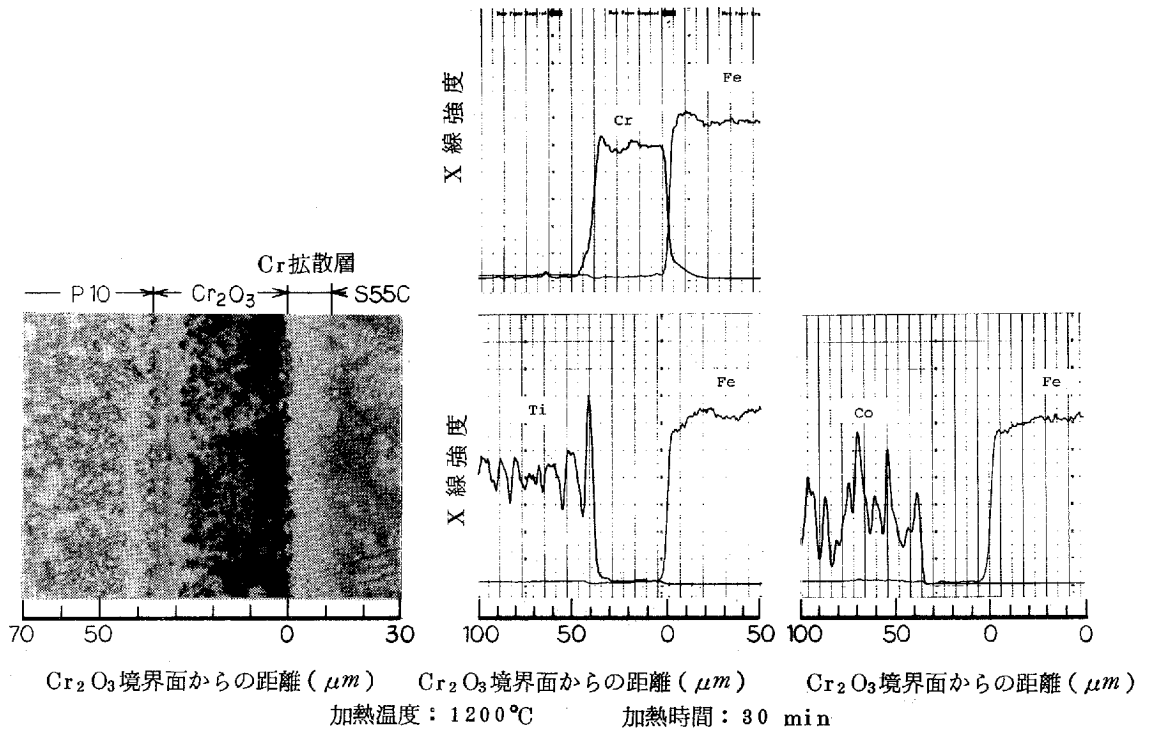 X線強度
Cr
Fe
Cr拡散層
P10
Cr₂O₃
S55C
X線強度
Ti
Fe
Co
Fe
70 50 0 30
100 50 0 50
100 50 0 0
Cr₂O₃境界面からの距離(μm)
Cr₂O₃境界面からの距離(μm)
Cr₂O₃境界面からの距離(μm)
加熱温度：1200℃ 加熱時間：30 min